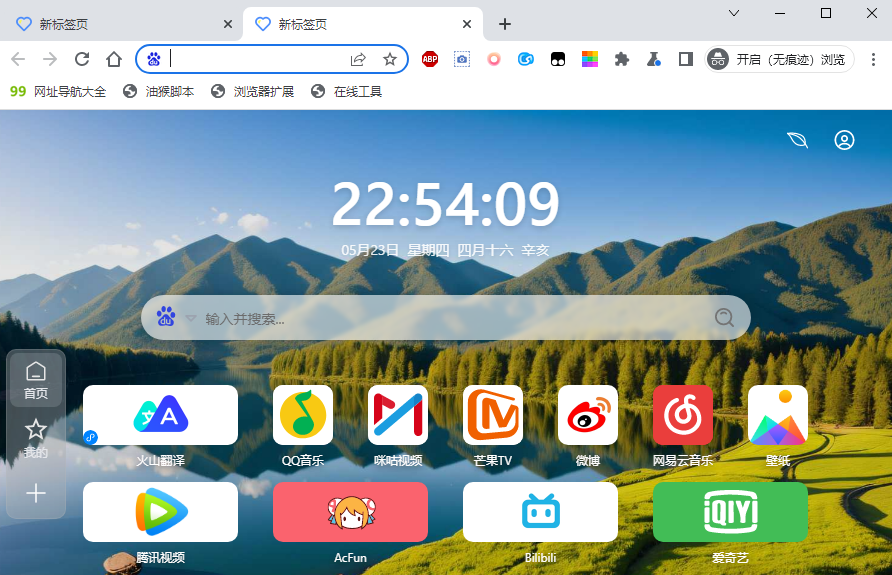 新标签页
新标签页
ABP
开启（无痕迹）浏览
99 网址导航大全 油猴脚本 浏览器扩展 在线工具
22:54:09
05月23日 星期四 四月十六 辛亥
du 输入并搜索...
首页
我的
文 A
火山翻译
QQ音乐
咪咕视频
芒果TV
微博
网易云音乐
壁纸
腾讯视频
AcFun
Bilibili
iQIYI
爱奇艺